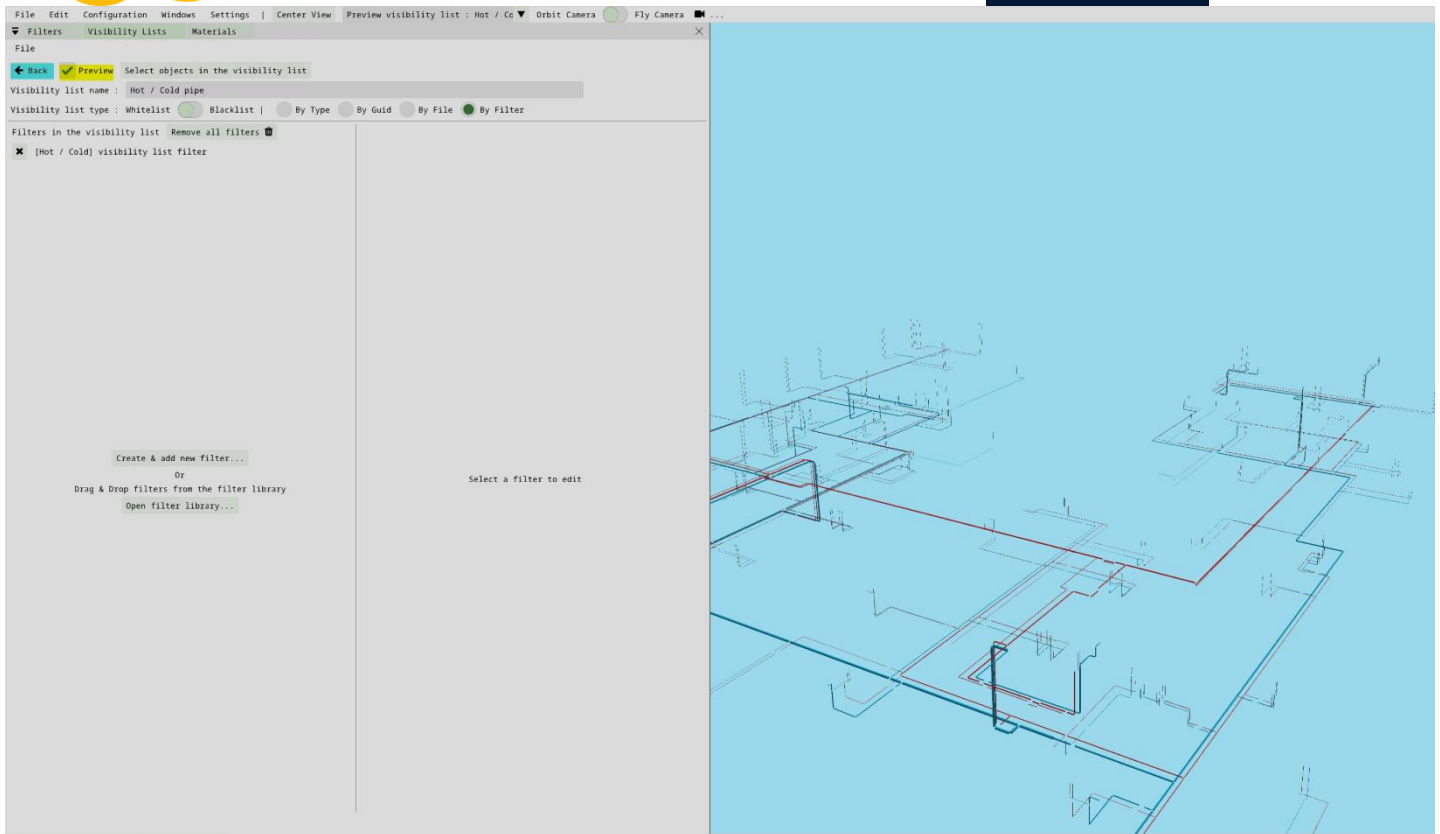 File Edit Configuration Windows Settings | Center View Preview visibility list : Hot / Co Orbit Camera Fly Camera ...
Filters Visibility Lists Materials
File
Back Preview Select objects in the visibility list
Visibility list name : Hot / Cold pipe
Visibility list type : Whitelist Blacklist | By Type By Guid By File By Filter
Filters in the visibility list Remove all filters
[Hot / Cold] visibility list filter
Create & add new filter...
Or
Drag & Drop filters from the filter library
Open filter library...
Select a filter to edit